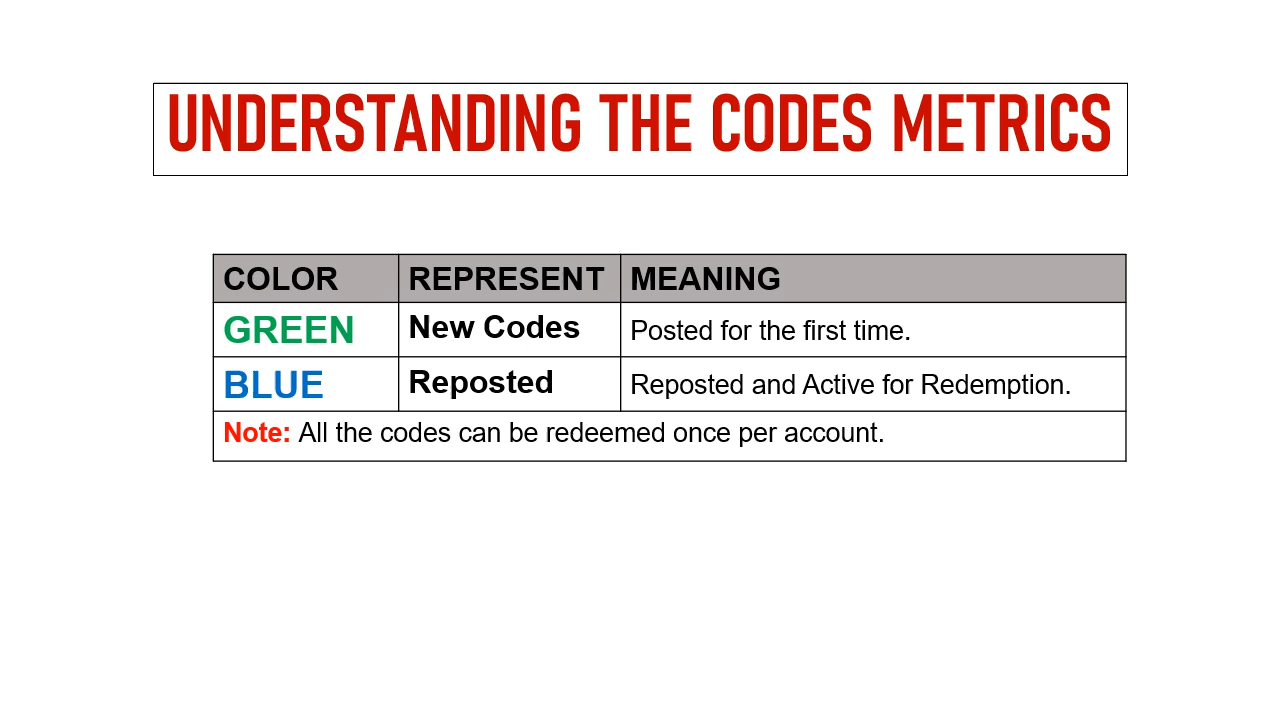 UNDERSTANDING THE CODES METRICS
COLOR REPRESENT MEANING
GREEN New Codes Posted for the first time.
BLUE Reposted Reposted and Active for Redemption.
Note: All the codes can be redeemed once per account.